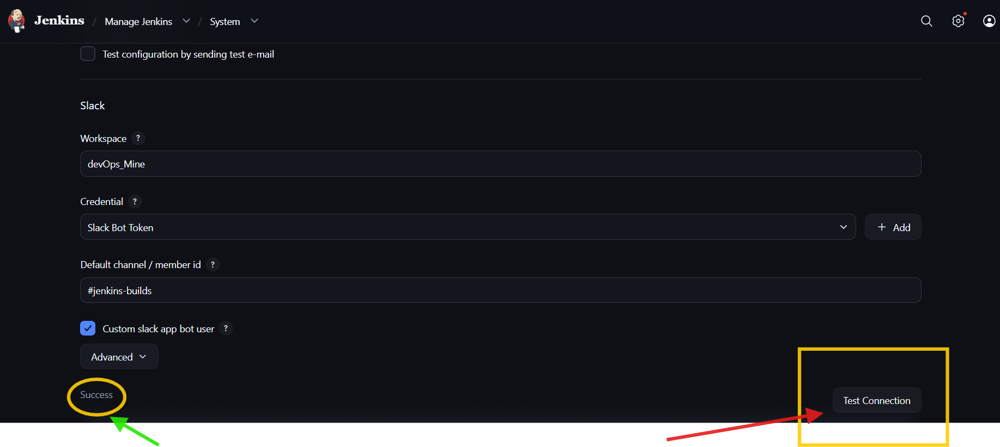 Jenkins / Manage Jenkins / System
Test configuration by sending test e-mail
Slack
Workspace ?
devOps_Mine
Credential ?
Slack Bot Token
+ Add
Default channel / member id ?
#jenkins-builds
Custom slack app bot user ?
Advanced
Success
Test Connection